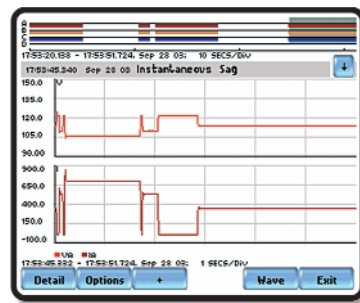 17:53:20.138 - 17:53:51.724, Sep 28 03; 10 SECS/Div
17:53:45.340 Sep 28 03 Instantaneous Sag
150.0
V
135.0
120.0
105.0
90.00
900.0
650.0
400.0
150.0
-100.0
VA IA
17:53:45.332 - 17:53:51.724, Sep 28 03; 1 SECS/Div
Detail Options + Wave Exit